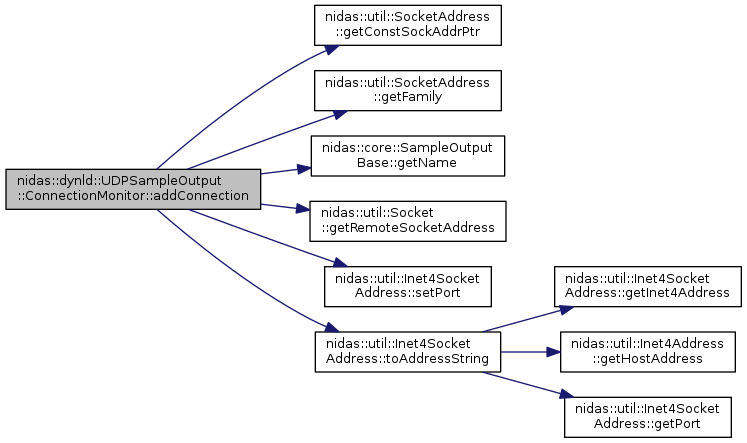 nidas::util::SocketAddress
::getConstSockAddrPtr
nidas::util::SocketAddress
::getFamily
nidas::core::SampleOutput
Base::getName
nidas::dynld::UDPSampleOutput
::ConnectionMonitor::addConnection
nidas::util::Socket
::getRemoteSocketAddress
nidas::util::Inet4Socket
Address::setPort
nidas::util::Inet4Socket
Address::toAddressString
nidas::util::Inet4Socket
Address::getInet4Address
nidas::util::Inet4Address
::getHostAddress
nidas::util::Inet4Socket
Address::getPort